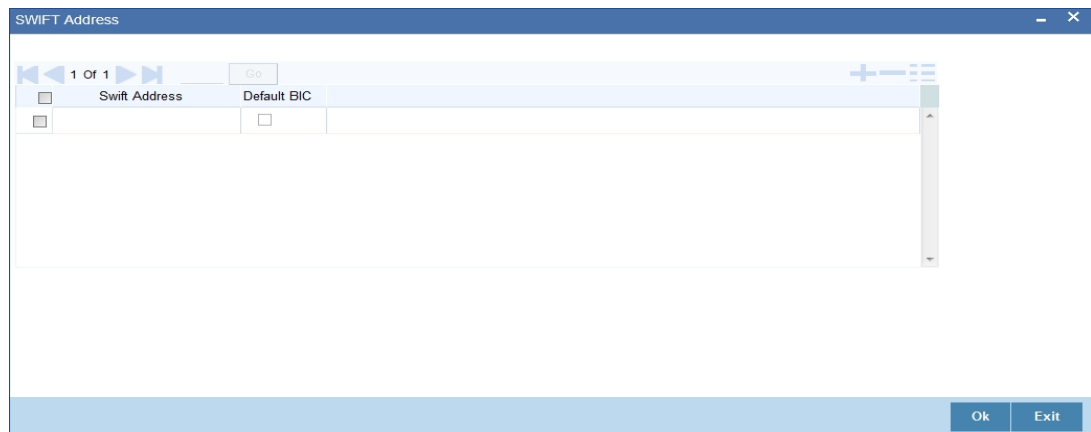 SWIFT Address
1 Of 1 Go
Swift Address Default BIC
Ok Exit